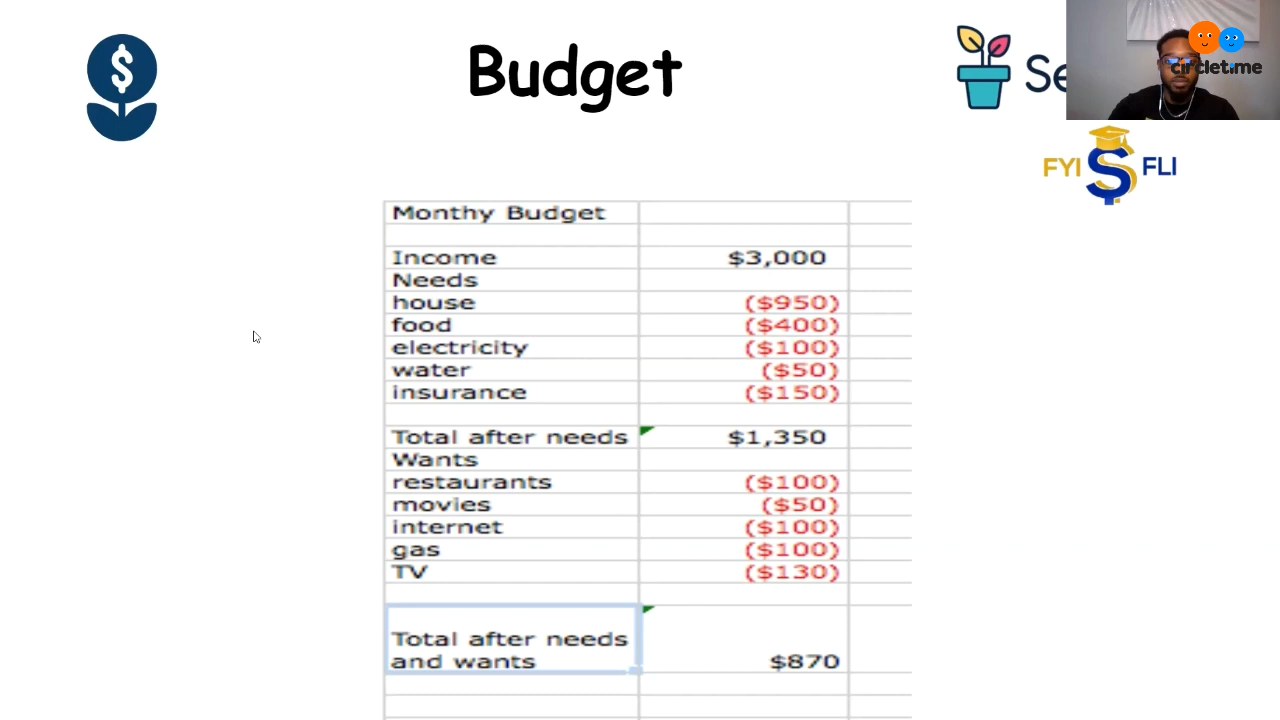 Budget
Se
circletime
FYI $ FLI
Monthy Budget
Income $3,000
Needs
house ($950)
food ($400)
electricity ($100)
water ($50)
insurance ($150)
Total after needs $1,350
Wants
restaurants ($100)
movies ($50)
internet ($100)
gas ($100)
TV ($130)
Total after needs
and wants $870